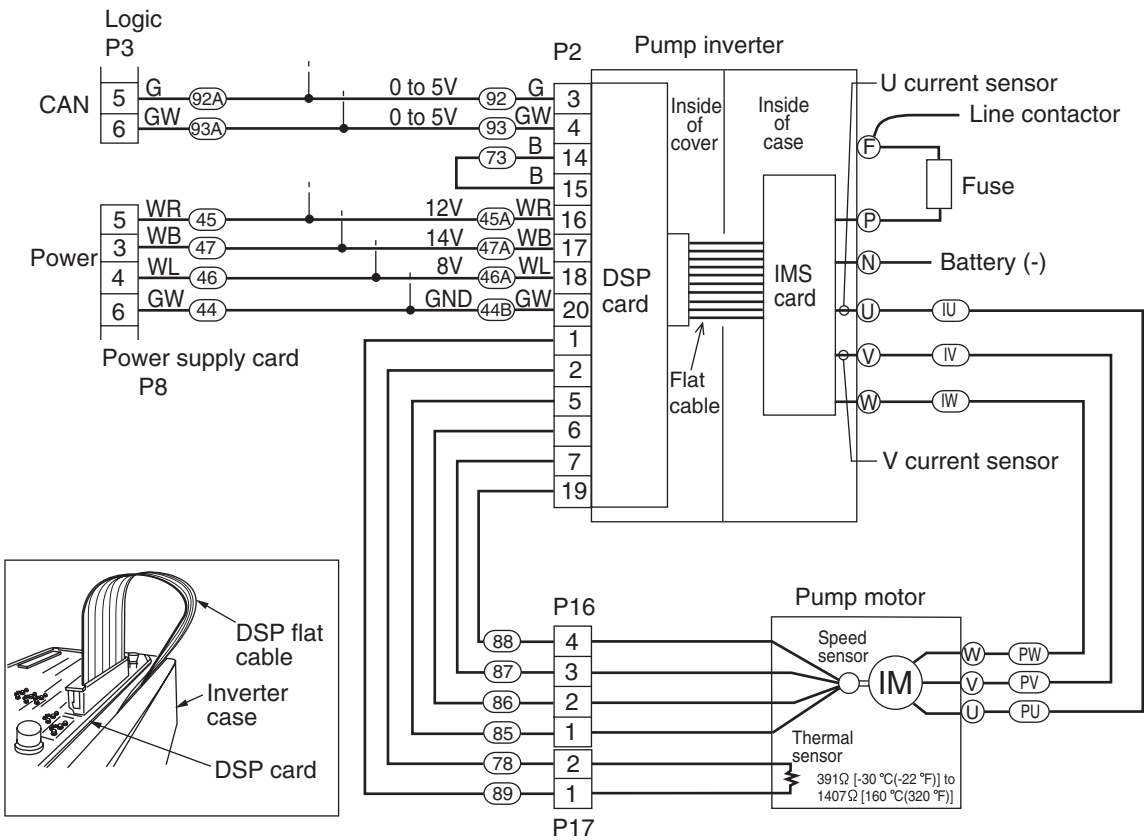 Logic
P3
P2
Pump inverter
CAN
5 G 92A 0 to 5V 92 G 3
6 GW 93A 0 to 5V 93 GW 4
73 B 14
B 15
Power
5 WR 45 12V 45A WR 16
3 WB 47 14V 47A WB 17
4 WL 46 8V 46A WL 18
6 GW 44 GND 44B GW 20
Power supply card
P8
1
2
5
6
7
19
DSP
card
Inside
of
cover
Inside
of
case
IMS
card
Flat
cable
U current sensor
F Line contactor
Fuse
P
N Battery (-)
U IU
V IV
W IW
V current sensor
DSP flat
cable
Inverter
case
DSP card
P16
88 4
87 3
86 2
85 1
78 2
89 1
P17
Pump motor
Speed
sensor
IM
W PW
V PV
U PU
Thermal
sensor
391Ω [-30 °C(-22 °F)] to
1407Ω [160 °C(320 °F)]